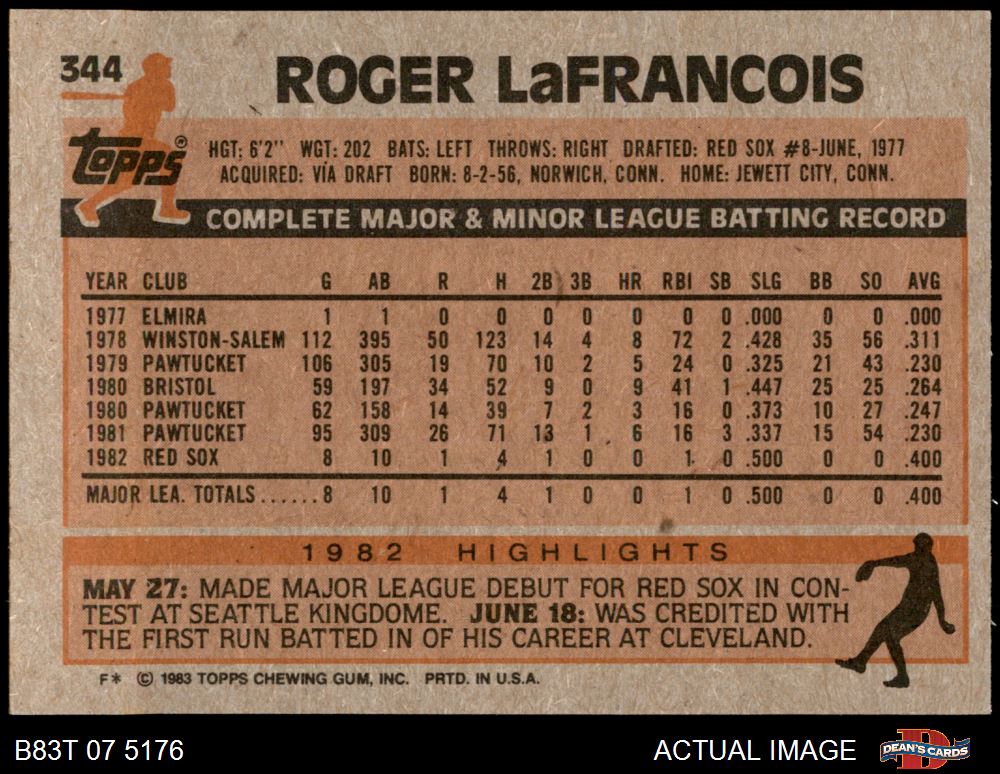 344
ROGER LaFRANCOIS
topps®
HGT: 6'2" WGT: 202 BATS: LEFT THROWS: RIGHT DRAFTED: RED SOX #8-JUNE, 1977
ACQUIRED: VIA DRAFT BORN: 8-2-56, NORWICH, CONN. HOME: JEWETT CITY, CONN.
COMPLETE MAJOR & MINOR LEAGUE BATTING RECORD
YEAR CLUB G AB R H 2B 3B HR RBI SB SLG BB SO AVG
1977 ELMIRA 1 1 0 0 0 0 0 0 0 .000 0 0 .000
1978 WINSTON-SALEM 112 395 50 123 14 4 8 72 2 .428 35 56 .311
1979 PAWTUCKET 106 305 19 70 10 2 5 24 0 .325 21 43 .230
1980 BRISTOL 59 197 34 52 9 0 9 41 1 .447 25 25 .264
1980 PAWTUCKET 62 158 14 39 7 2 3 16 0 .373 10 27 .247
1981 PAWTUCKET 95 309 26 71 13 1 6 16 3 .337 15 54 .230
1982 RED SOX 8 10 1 4 1 0 0 1 0 .500 0 0 .400
MAJOR LEA. TOTALS......8 10 1 4 1 0 0 1 0 .500 0 0 .400
1982 HIGHLIGHTS
MAY 27: MADE MAJOR LEAGUE DEBUT FOR RED SOX IN CON-
TEST AT SEATTLE KINGDOME. JUNE 18: WAS CREDITED WITH
THE FIRST RUN BATTED IN OF HIS CAREER AT CLEVELAND.
F* © 1983 TOPPS CHEWING GUM, INC. PRTD. IN U.S.A.
B83T 07 5176 ACTUAL IMAGE DEAN'S CARDS